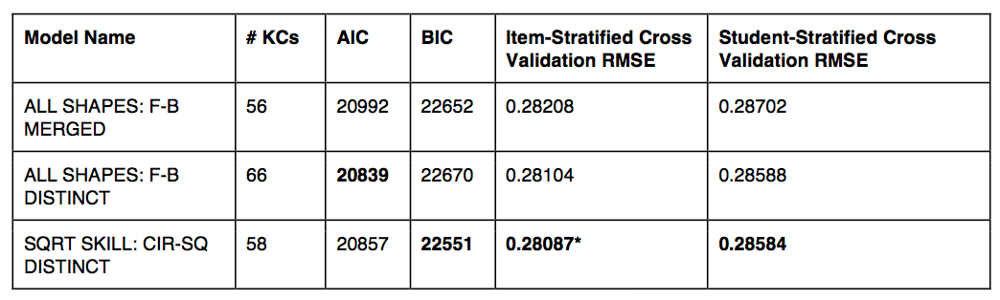 Model Name # KCs AIC BIC Item-Stratified Cross Validation RMSE Student-Stratified Cross Validation RMSE
ALL SHAPES: F-B MERGED 56 20992 22652 0.28208 0.28702
ALL SHAPES: F-B DISTINCT 66 20839 22670 0.28104 0.28588
SQRT SKILL: CIR-SQ DISTINCT 58 20857 22551 0.28087* 0.28584